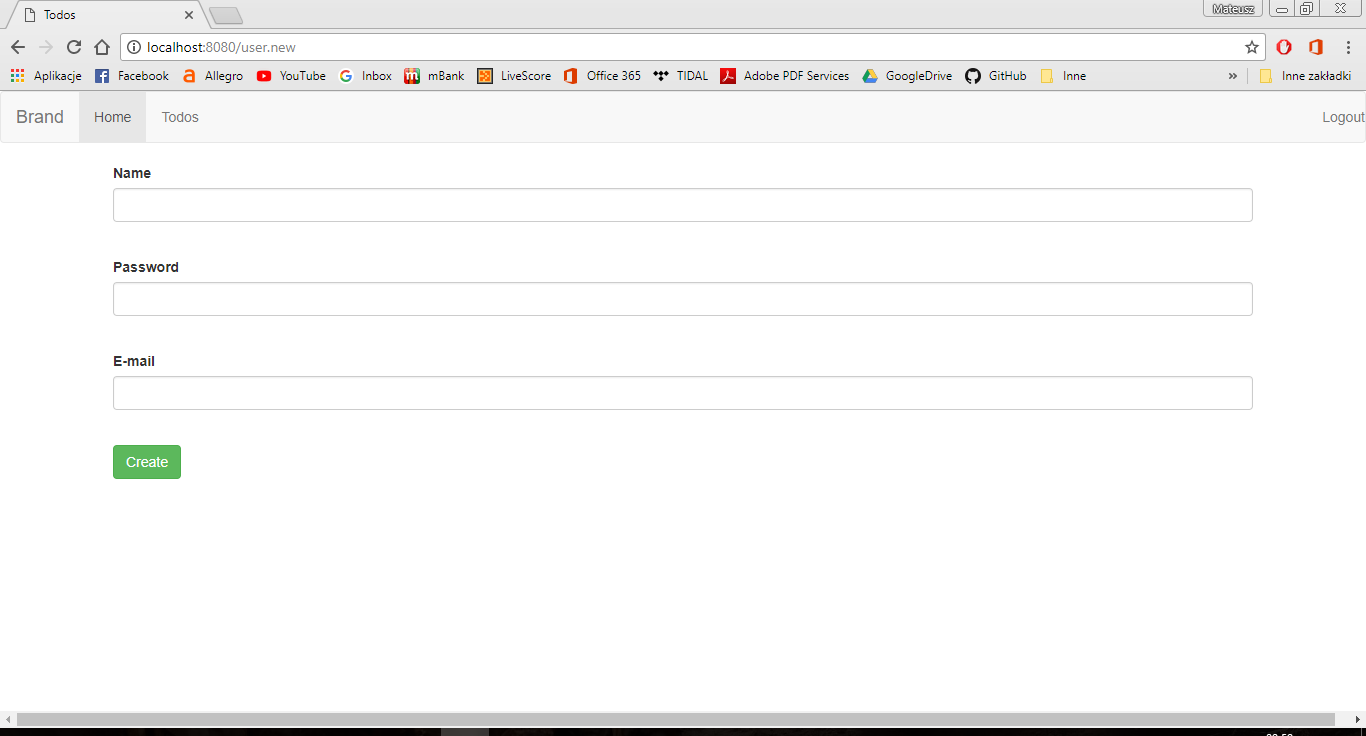 Todos
Mateusz
localhost:8080/user.new
Aplikacje Facebook Allegro YouTube Inbox mBank LiveScore Office 365 TIDAL Adobe PDF Services GoogleDrive GitHub Inne » Inne zakładki
Brand Home Todos Logout
Name
Password
E-mail
Create